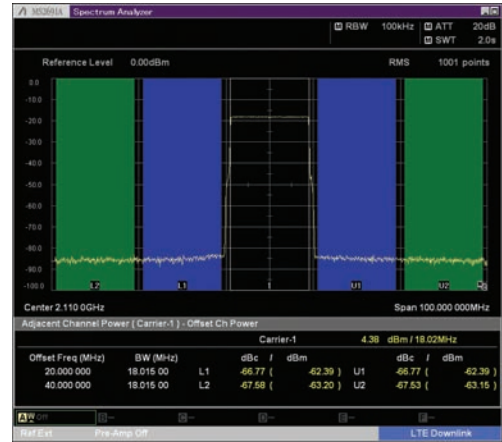 MS2691A Spectrum Analyzer
RBW 100kHz ATT 20dB
SWT 2.0s
Reference Level 0.00dBm RMS 1001 points
0.0
-10.0
-20.0
-30.0
-40.0
-50.0
-60.0
-70.0
-80.0
-90.0
-100.0
L2 L1 1 U1 U2
Center 2.110 0GHz Span 100.000 000MHz
Adjacent Channel Power ( Carrier-1 ) - Offset Ch Power
Carrier-1 4.38 dBm / 18.02MHz
Offset Freq (MHz) BW (MHz) dBc / dBm dBc / dBm
20.000 000 18.015 00 L1 -66.77 ( -62.39 ) U1 -66.77 ( -62.39 )
40.000 000 18.015 00 L2 -67.58 ( -63.20 ) U2 -67.53 ( -63.15 )
On
Ref.Ext Pre-Amp Off LTE Downlink